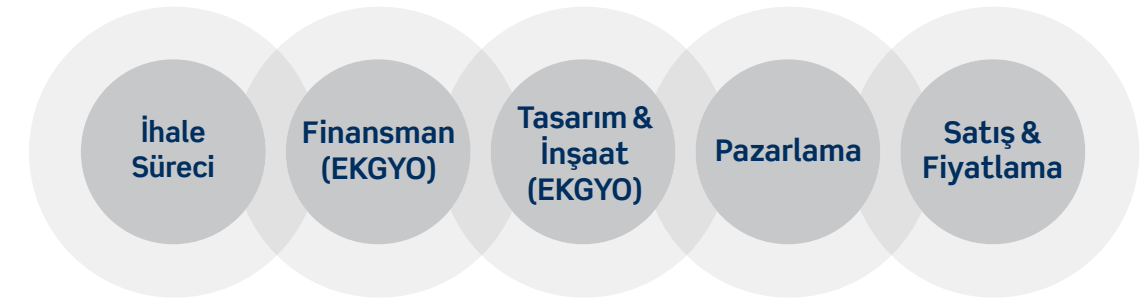 İhale
Süreci
Finansman
(EKGYO)
Tasarım &
İnşaat
(EKGYO)
Pazarlama
Satış &
Fiyatlama